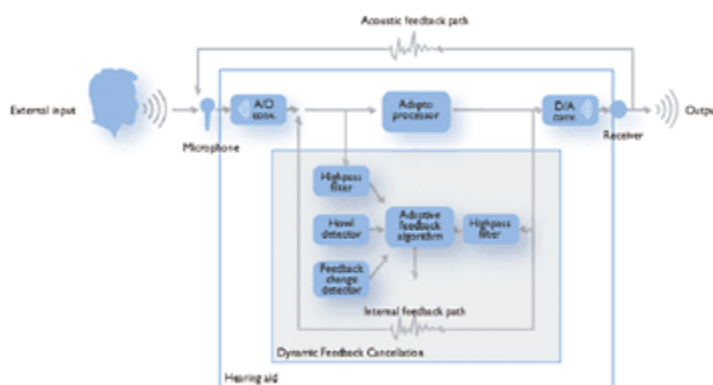 Acoustic feedback path
External input
A/D
conv.
Adapto
processor
D/A
conv.
Output
Microphone
Receiver
Highpass
filter
Howl
detector
Adaptive
feedback
algorithm
Highpass
filter
Feedback
change
detector
Internal feedback path
Dynamic Feedback Cancellation
Hearing aid